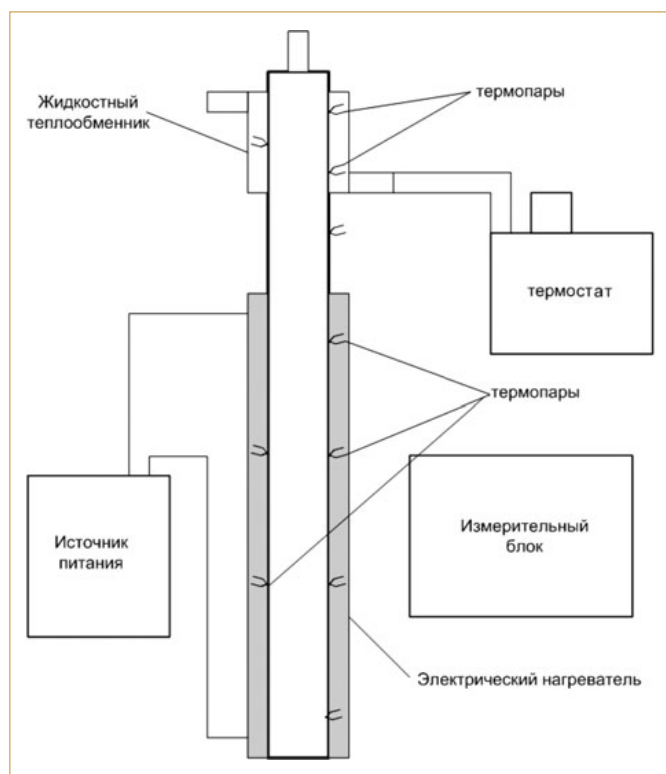 Жидкостный
теплообменник
термопары
термостат
термопары
Источник
питания
Измерительный
блок
Электрический нагреватель